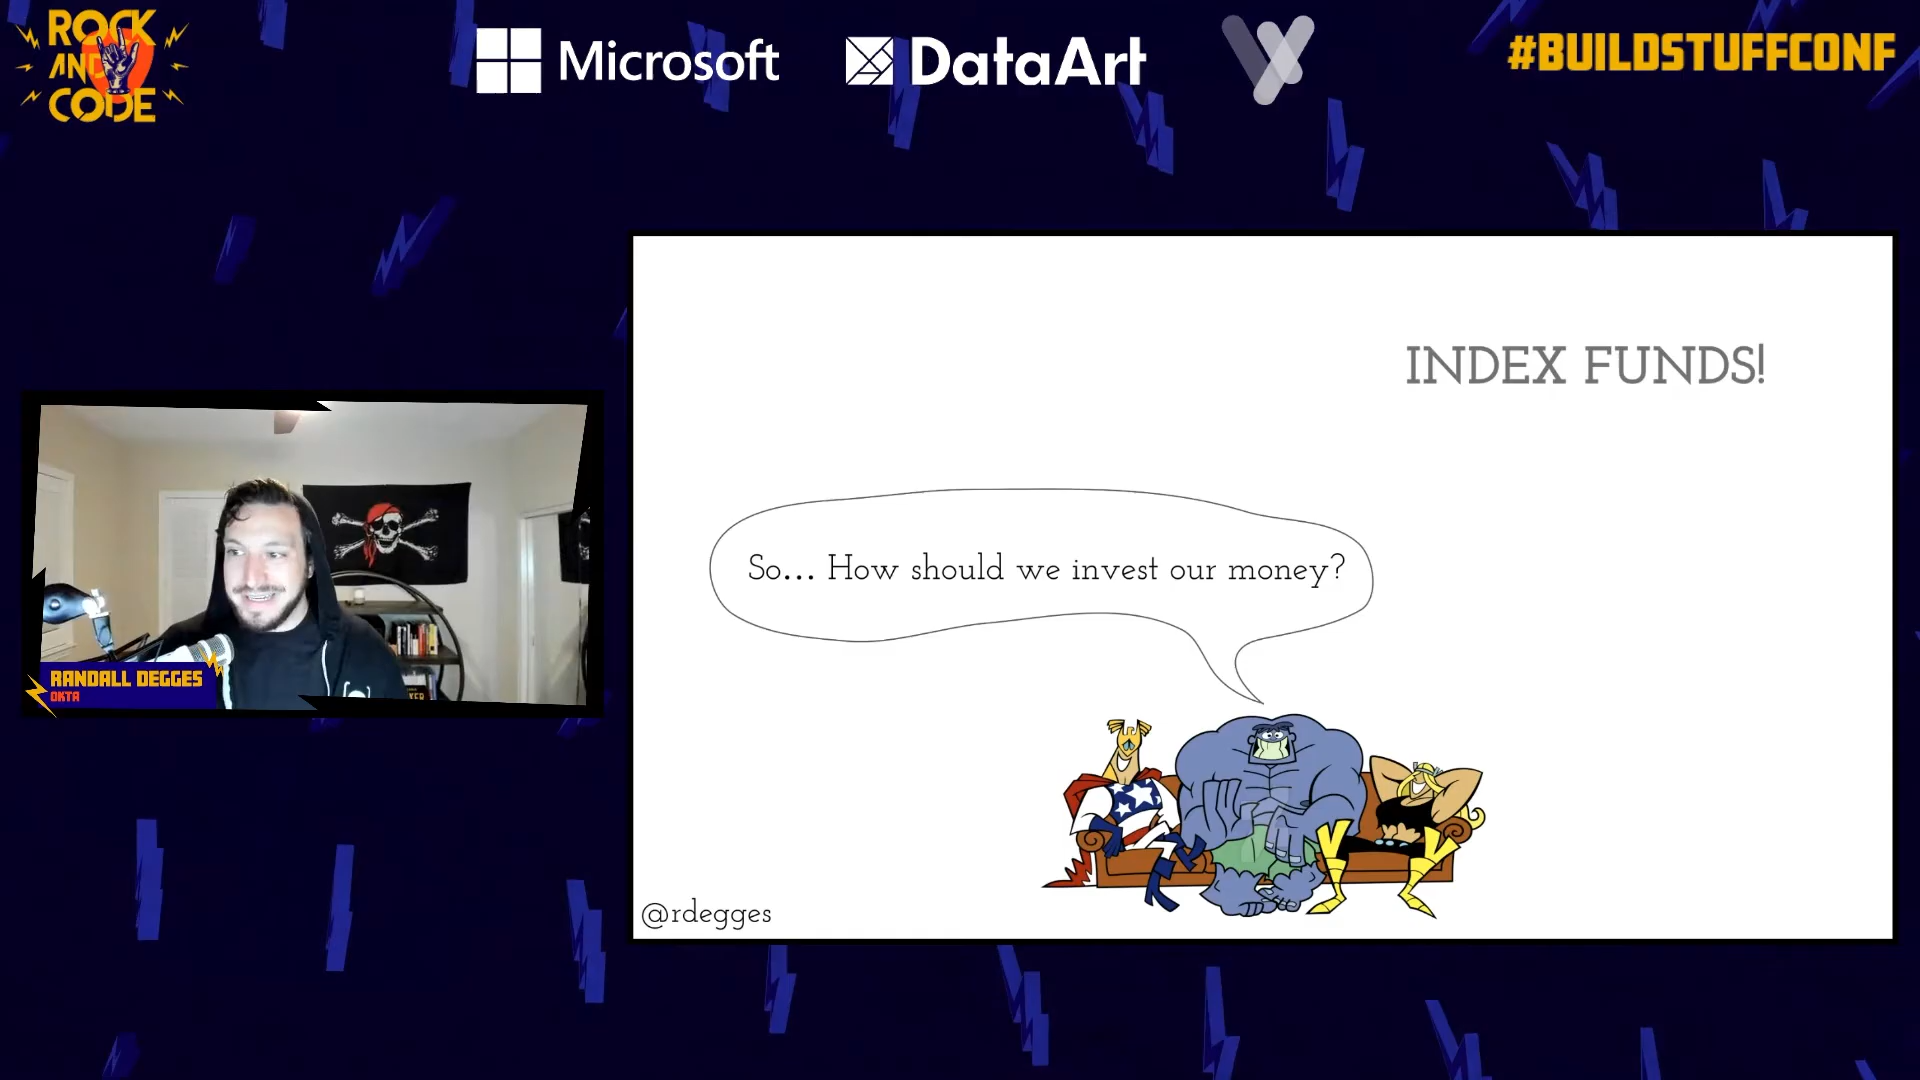 ROCK
AND
CODE
Microsoft
DataArt
#BUILDSTUFFCONF
INDEX FUNDS!
So... How should we invest our money?
RANDALL DEGGES
OKTA
@rdegges